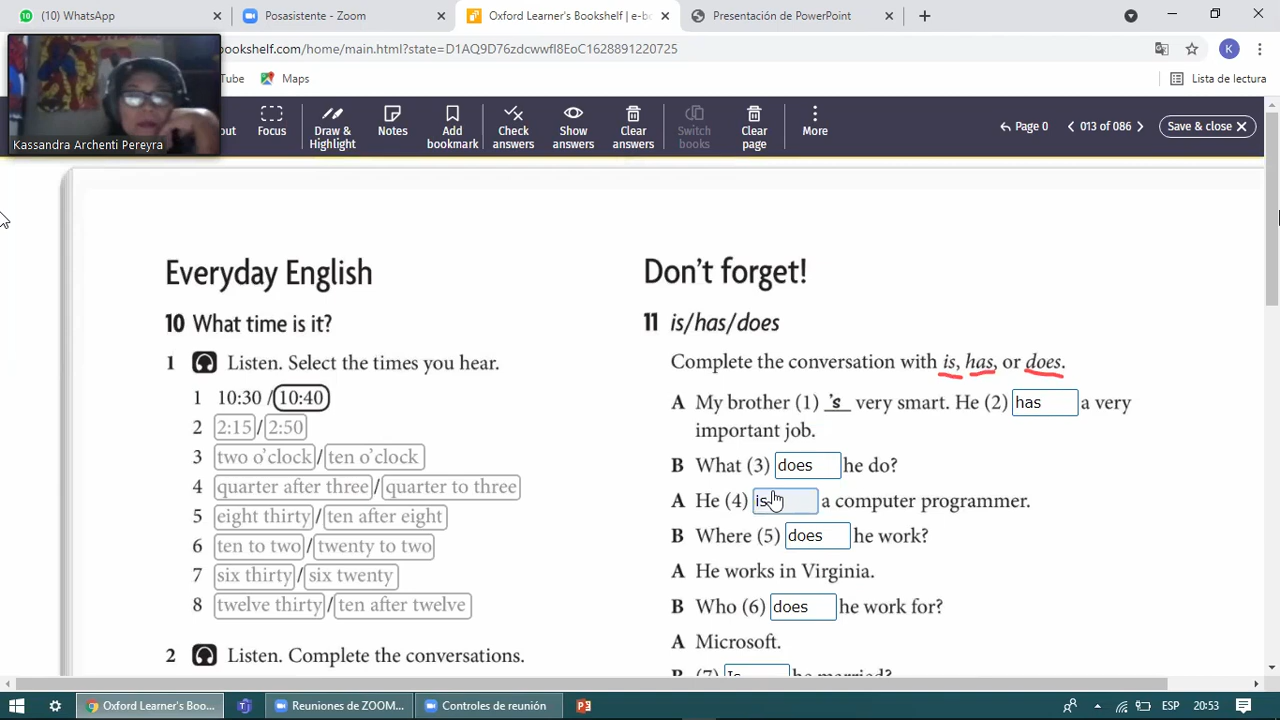 (10) WhatsApp
Posasistente - Zoom
Oxford Learner's Bookshelf | e-bo
Presentación de PowerPoint
bookshelf.com/home/main.html?state=D1AQ9D76zdcwwfI8EoC1628891220725
K
Tube
Maps
Lista de lectura
Kassandra Archenti Pereyra
out
Focus
Draw & Highlight
Notes
Add bookmark
Check answers
Show answers
Clear answers
Switch books
Clear page
More
Page 0
013 of 086
Save & close
Everyday English
10 What time is it?
1 Listen. Select the times you hear.
1 10:30 / 10:40
2 2:15 / 2:50
3 two o'clock / ten o'clock
4 quarter after three / quarter to three
5 eight thirty / ten after eight
6 ten to two / twenty to two
7 six thirty / six twenty
8 twelve thirty / ten after twelve
2 Listen. Complete the conversations.
Don't forget!
11 is/has/does
Complete the conversation with is, has, or does.
A My brother (1) 's very smart. He (2) has a very
important job.
B What (3) does he do?
A He (4) is a computer programmer.
B Where (5) does he work?
A He works in Virginia.
B Who (6) does he work for?
A Microsoft.
B (7) Is he married?
Oxford Learner's Boo...
Reuniones de ZOOM...
Controles de reunión
ESP
20:53